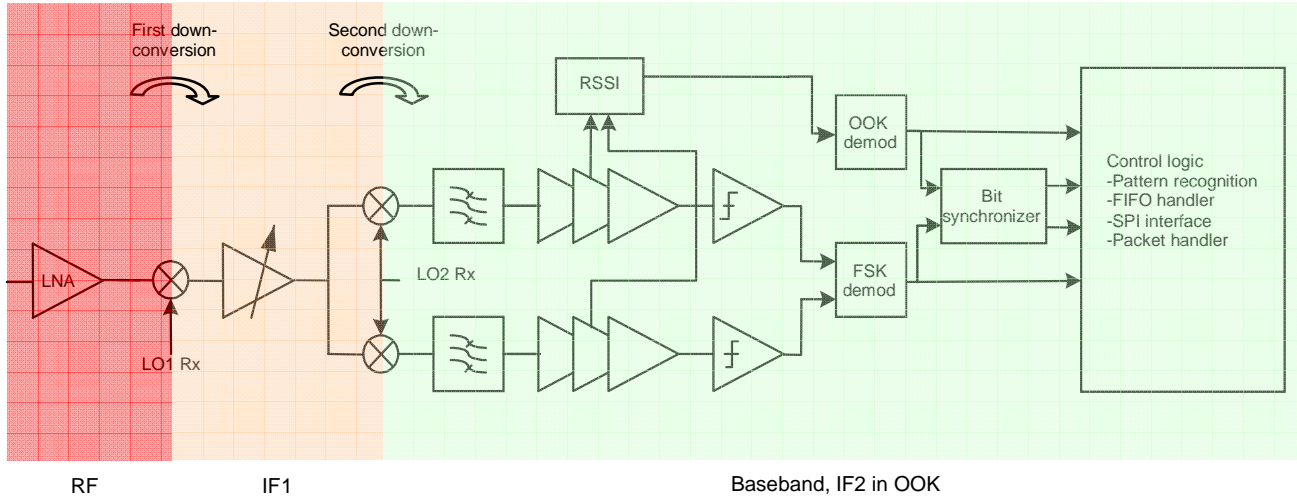 First down-
conversion
Second down-
conversion
RSSI
OOK
demod
Control logic
-Pattern recognition
-FIFO handler
-SPI interface
-Packet handler
Bit
synchronizer
LNA
LO2 Rx
FSK
demod
LO1 Rx
RF
IF1
Baseband, IF2 in OOK